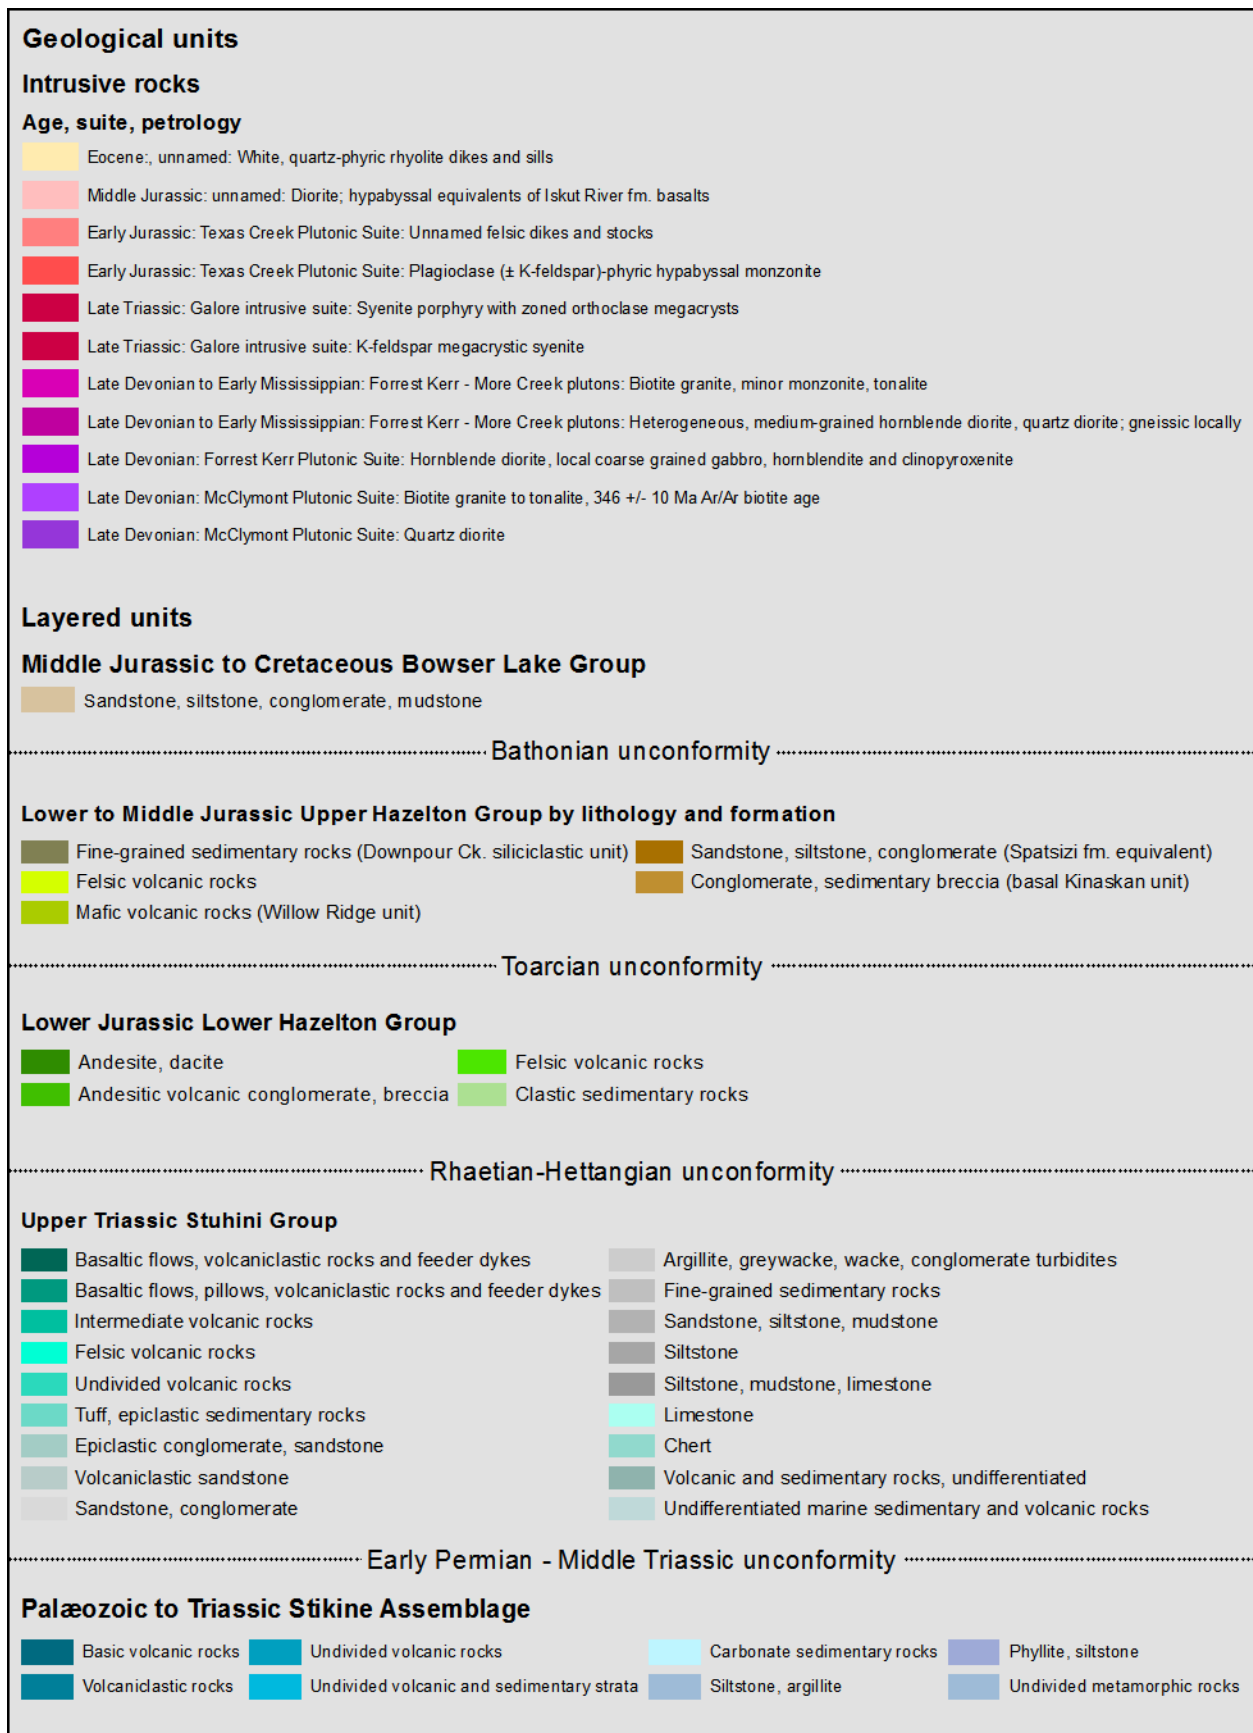 Geological units
Intrusive rocks
Age, suite, petrology
Eocene:, unnamed: White, quartz-phyric rhyolite dikes and sills
Middle Jurassic: unnamed: Diorite; hypabyssal equivalents of Iskut River fm. basalts
Early Jurassic: Texas Creek Plutonic Suite: Unnamed felsic dikes and stocks
Early Jurassic: Texas Creek Plutonic Suite: Plagioclase (± K-feldspar)-phyric hypabyssal monzonite
Late Triassic: Galore intrusive suite: Syenite porphyry with zoned orthoclase megacrysts
Late Triassic: Galore intrusive suite: K-feldspar megacrystic syenite
Late Devonian to Early Mississippian: Forrest Kerr - More Creek plutons: Biotite granite, minor monzonite, tonalite
Late Devonian to Early Mississippian: Forrest Kerr - More Creek plutons: Heterogeneous, medium-grained hornblende diorite, quartz diorite; gneissic locally
Late Devonian: Forrest Kerr Plutonic Suite: Hornblende diorite, local coarse grained gabbro, hornblendite and clinopyroxenite
Late Devonian: McClymont Plutonic Suite: Biotite granite to tonalite, 346 +/- 10 Ma Ar/Ar biotite age
Late Devonian: McClymont Plutonic Suite: Quartz diorite
Layered units
Middle Jurassic to Cretaceous Bowser Lake Group
Sandstone, siltstone, conglomerate, mudstone
Bathonian unconformity
Lower to Middle Jurassic Upper Hazelton Group by lithology and formation
Fine-grained sedimentary rocks (Downpour Ck. siliciclastic unit)
Felsic volcanic rocks
Mafic volcanic rocks (Willow Ridge unit)
Sandstone, siltstone, conglomerate (Spatsizi fm. equivalent)
Conglomerate, sedimentary breccia (basal Kinaskan unit)
Toarcian unconformity
Lower Jurassic Lower Hazelton Group
Andesite, dacite
Andesitic volcanic conglomerate, breccia
Felsic volcanic rocks
Clastic sedimentary rocks
Rhaetian-Hettangian unconformity
Upper Triassic Stuhini Group
Basaltic flows, volcaniclastic rocks and feeder dykes
Basaltic flows, pillows, volcaniclastic rocks and feeder dykes
Intermediate volcanic rocks
Felsic volcanic rocks
Undivided volcanic rocks
Tuff, epiclastic sedimentary rocks
Epiclastic conglomerate, sandstone
Volcaniclastic sandstone
Sandstone, conglomerate
Argillite, greywacke, wacke, conglomerate turbidites
Fine-grained sedimentary rocks
Sandstone, siltstone, mudstone
Siltstone
Siltstone, mudstone, limestone
Limestone
Chert
Volcanic and sedimentary rocks, undifferentiated
Undifferentiated marine sedimentary and volcanic rocks
Early Permian - Middle Triassic unconformity
Palæozoic to Triassic Stikine Assemblage
Basic volcanic rocks
Volcaniclastic rocks
Undivided volcanic rocks
Undivided volcanic and sedimentary strata
Carbonate sedimentary rocks
Siltstone, argillite
Phyllite, siltstone
Undivided metamorphic rocks